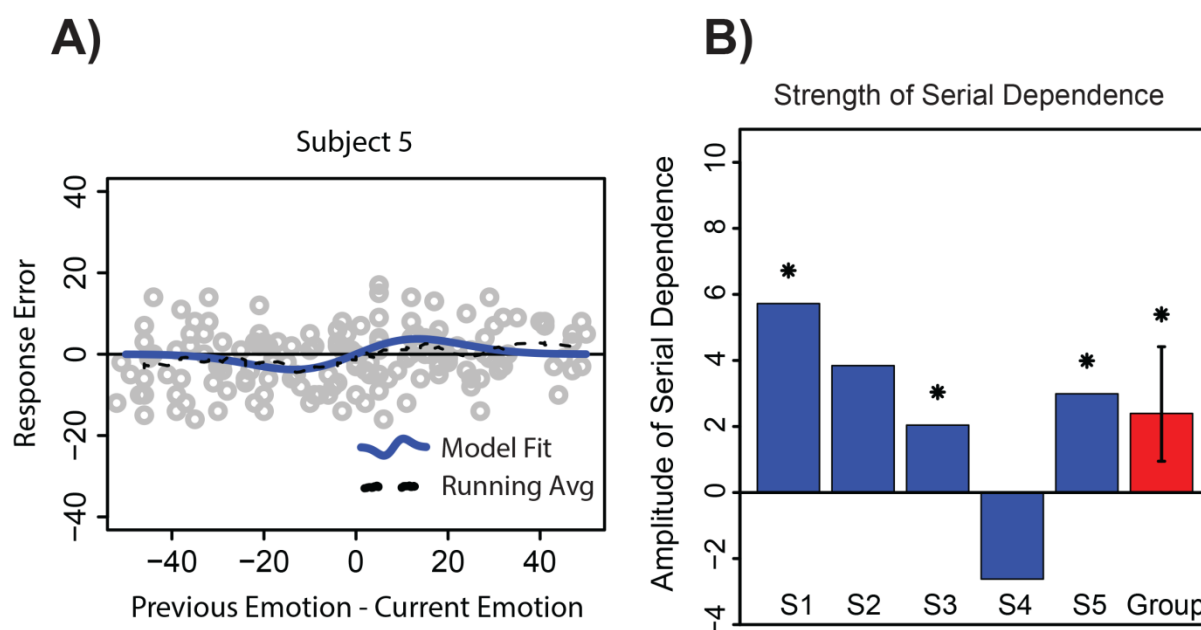 A)
Subject 5
Response Error
40
20
0
−20
−40
−40
−20
0
20
40
Model Fit
Running Avg
Previous Emotion - Current Emotion
B)
Strength of Serial Dependence
Amplitude of Serial Dependence
10
8
6
4
2
0
−2
−4
*
*
*
*
S1 S2 S3 S4 S5 Group